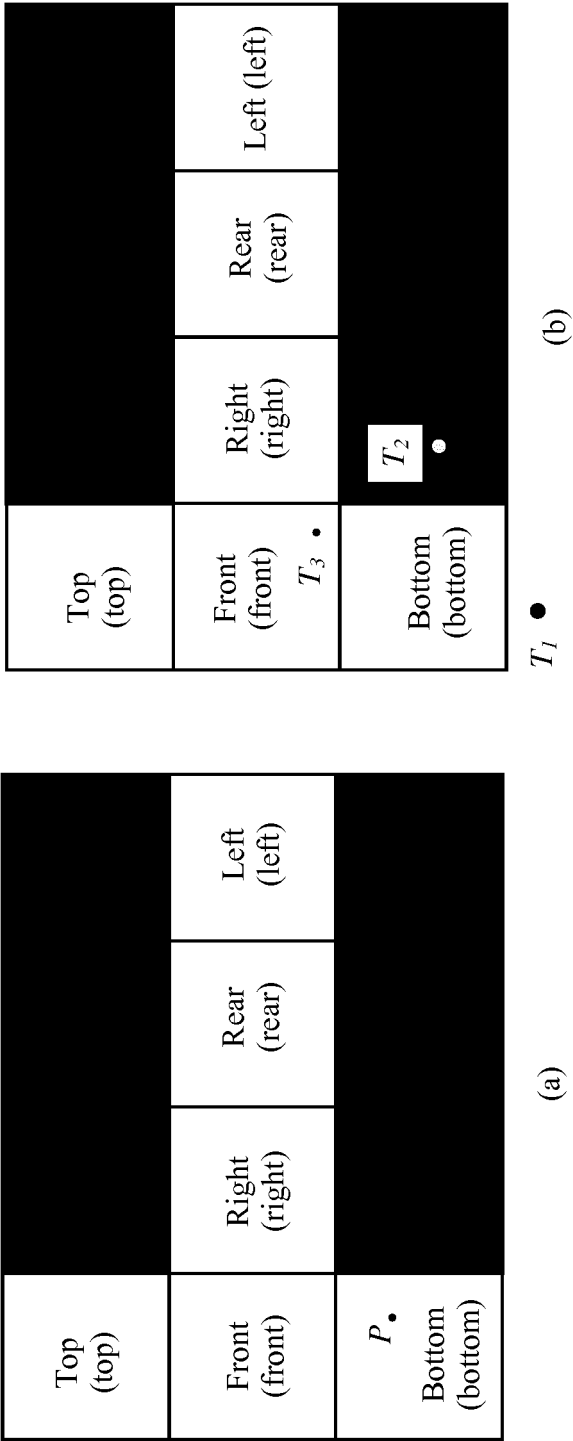 Top
(top)
Front
(front)
Right
(right)
Rear
(rear)
Left
(left)
P
Bottom
(bottom)
(a)
Top
(top)
Front
(front)
T3
Right
(right)
Rear
(rear)
Left (left)
Bottom
(bottom)
T2
T1
(b)